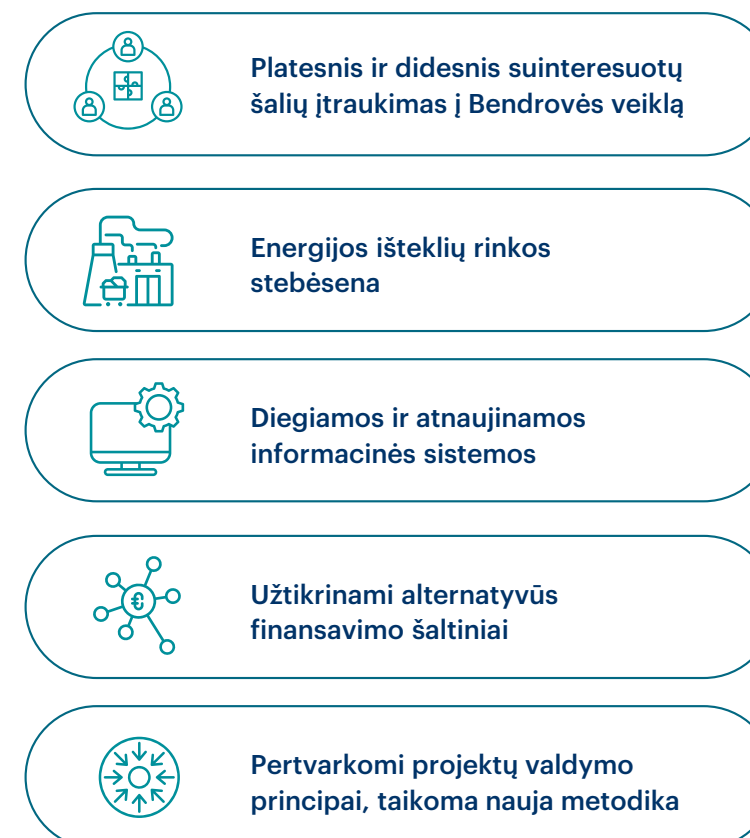 Platesnis ir didesnis suinteresuotų
šalių įtraukimas į Bendrovės veiklą
Energijos išteklių rinkos
stebėsena
Diegiamos ir atnaujinamos
informacinės sistemos
€
Užtikrinami alternatyvūs
finansavimo šaltiniai
Pertvarkomi projektų valdymo
principai, taikoma nauja metodika